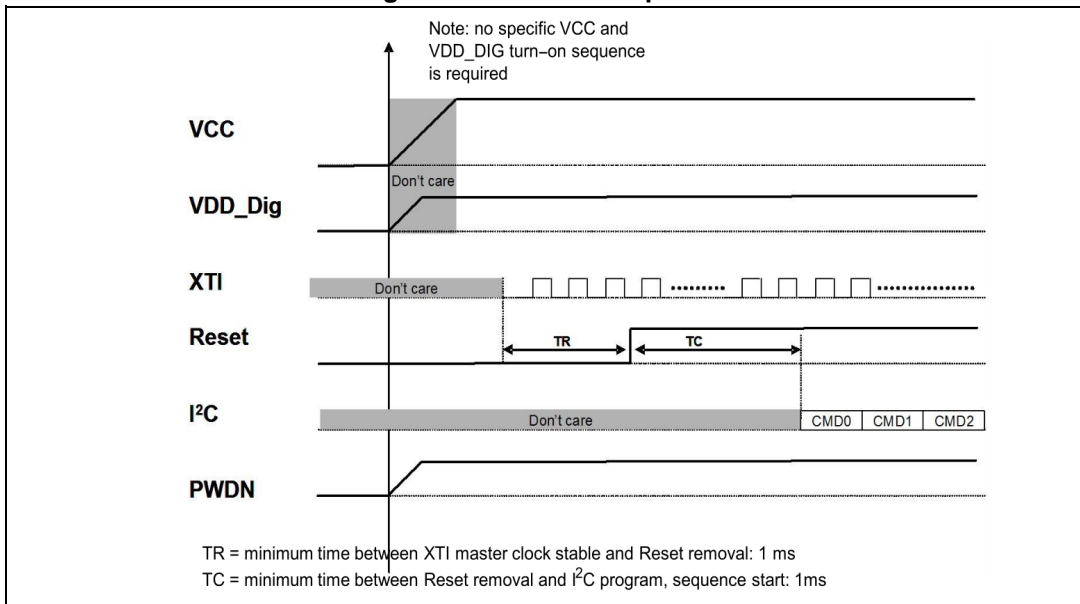 Note: no specific VCC and
VDD_DIG turn–on sequence
is required
VCC
Don't care
VDD_Dig
XTI
Don't care
Reset
TR
TC
I²C
Don't care
CMD0 CMD1 CMD2
PWDN
TR = minimum time between XTI master clock stable and Reset removal: 1 ms
TC = minimum time between Reset removal and I²C program, sequence start: 1ms